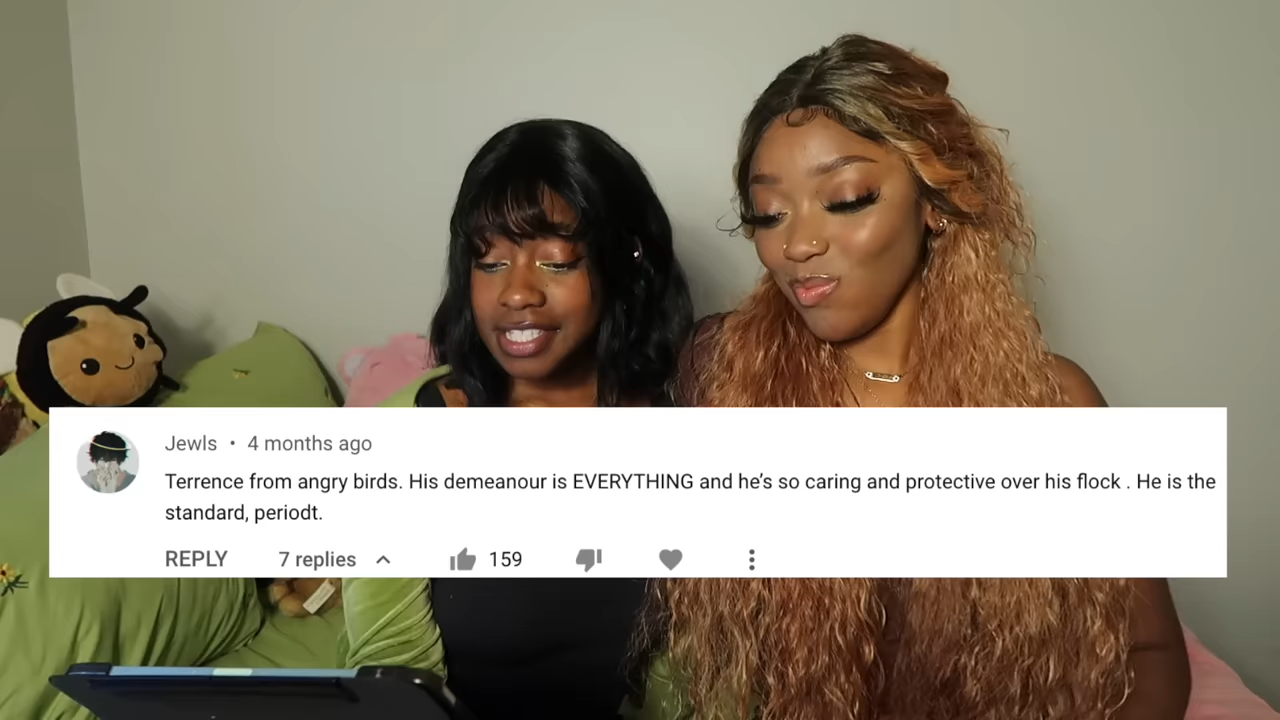 Jewls • 4 months ago
Terrence from angry birds. His demeanour is EVERYTHING and he's so caring and protective over his flock . He is the
standard, periodt.
REPLY 7 replies 159